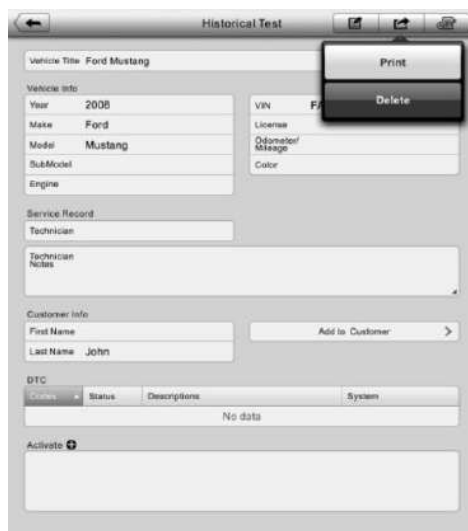 Historical Test
Vehicle Title Ford Mustang
Print
Delete
Vehicle Info
Year 2008
Make Ford
Model Mustang
SubModel
Engine
VIN FA
License
Odometer/
Mileage
Color
Service Record
Technician
Technician
Notes
Customer Info
First Name
Last Name John
Add to Customer
DTC
Codes Status Descriptions System
No data
Activate